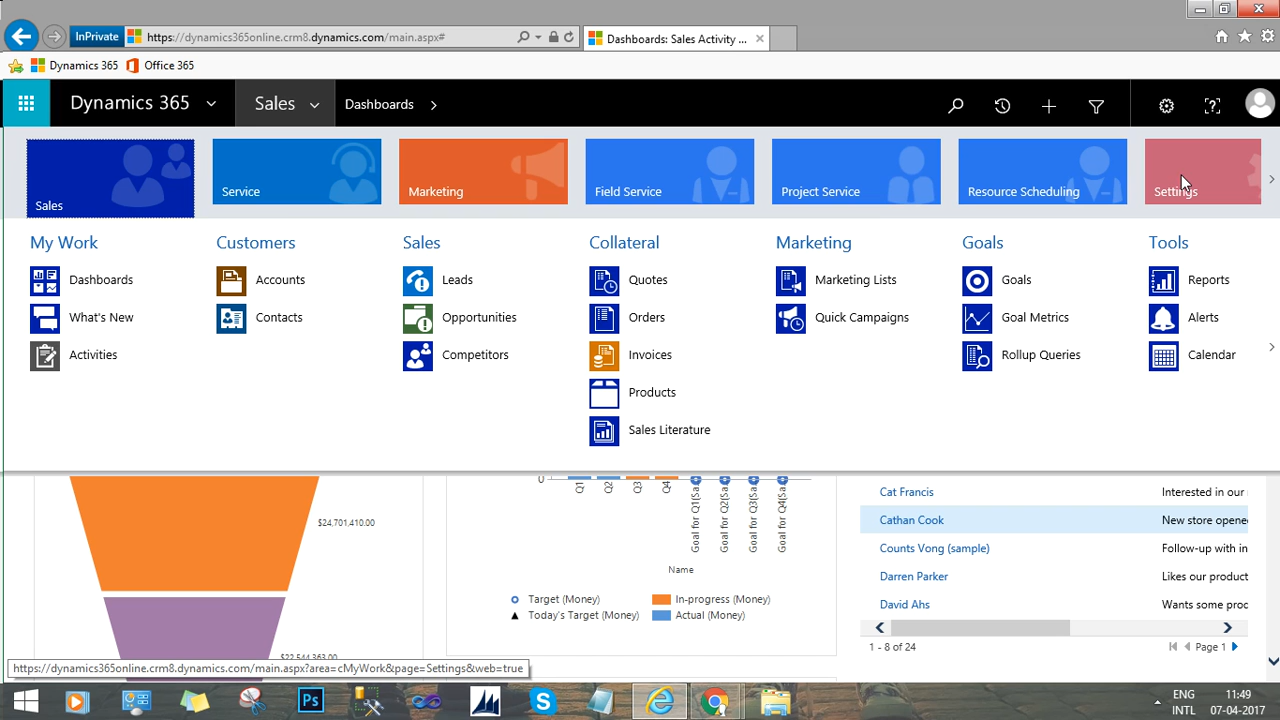 InPrivate
https://dynamics365online.crm8.dynamics.com/main.aspx#
Dashboards: Sales Activity ...
Dynamics 365
Office 365
Dynamics 365
Sales
Dashboards
Sales
Service
Marketing
Field Service
Project Service
Resource Scheduling
Settings
My Work
Customers
Sales
Collateral
Marketing
Goals
Tools
Dashboards
Accounts
Leads
Quotes
Marketing Lists
Goals
Reports
What's New
Contacts
Opportunities
Orders
Quick Campaigns
Goal Metrics
Alerts
Activities
Competitors
Invoices
Rollup Queries
Calendar
Products
Sales Literature
0
Q1
Q2
Q3
Q4
Goal for Q1(Sa
Goal for Q2(Sa
Goal for Q3(Sa
Goal for Q4(Sa
Name
Target (Money)
In-progress (Money)
Today's Target (Money)
Actual (Money)
$24,701,410.00
$22,544,363.00
Cat Francis
Interested in our
Cathan Cook
New store opene
Counts Vong (sample)
Follow-up with in
Darren Parker
Likes our product
David Ahs
Wants some proc
1 - 8 of 24
Page 1
https://dynamics365online.crm8.dynamics.com/main.aspx?area=cMyWork&page=Settings&web=true
Ps
ENG
11:49
INTL
07-04-2017